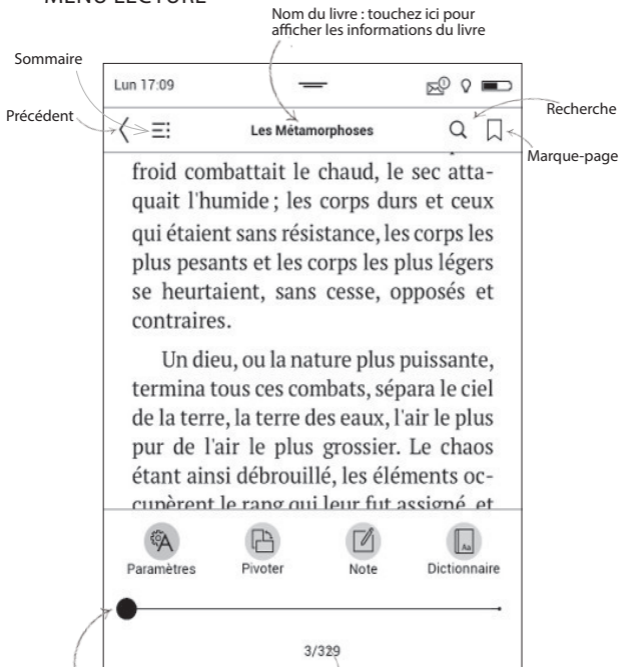 MENU LECTURE
Nom du livre : touchez ici pour
afficher les informations du livre
Sommaire
Lun 17:09
Précédent
Les Métamorphoses
Recherche
Marque-page
froid combattait le chaud, le sec atta-
quait l'humide ; les corps durs et ceux
qui étaient sans résistance, les corps les
plus pesants et les corps les plus légers
se heurtaient, sans cesse, opposés et
contraires.
Un dieu, ou la nature plus puissante,
termina tous ces combats, sépara le ciel
de la terre, la terre des eaux, l'air le plus
pur de l'air le plus grossier. Le chaos
étant ainsi débrouillé, les éléments oc-
cupèrent le rang qui leur fut assigné, et
A Aa
Paramètres Pivoter Note Dictionnaire
3/329